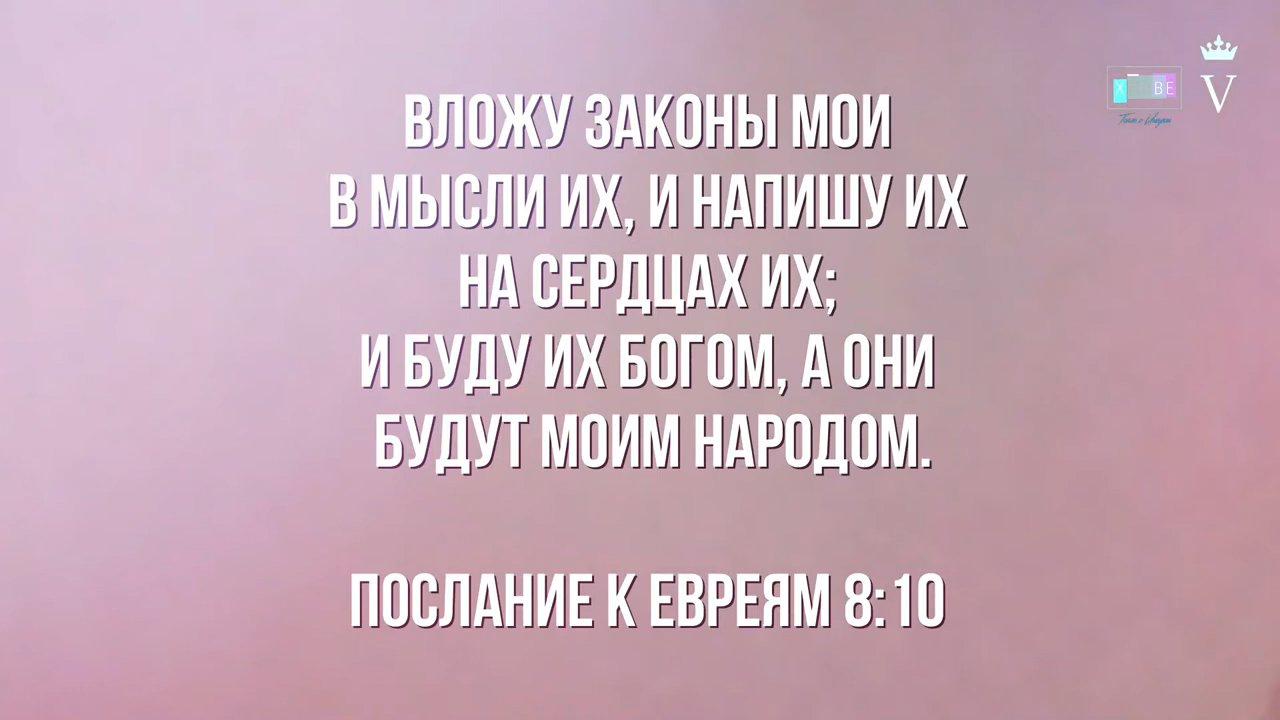 ВЛОЖУ ЗАКОНЫ МОИ
В МЫСЛИ ИХ, И НАПИШУ ИХ
НА СЕРДЦАХ ИХ;
И БУДУ ИХ БОГОМ, А ОНИ
БУДУТ МОИМ НАРОДОМ.
ПОСЛАНИЕ К ЕВРЕЯМ 8:10
V